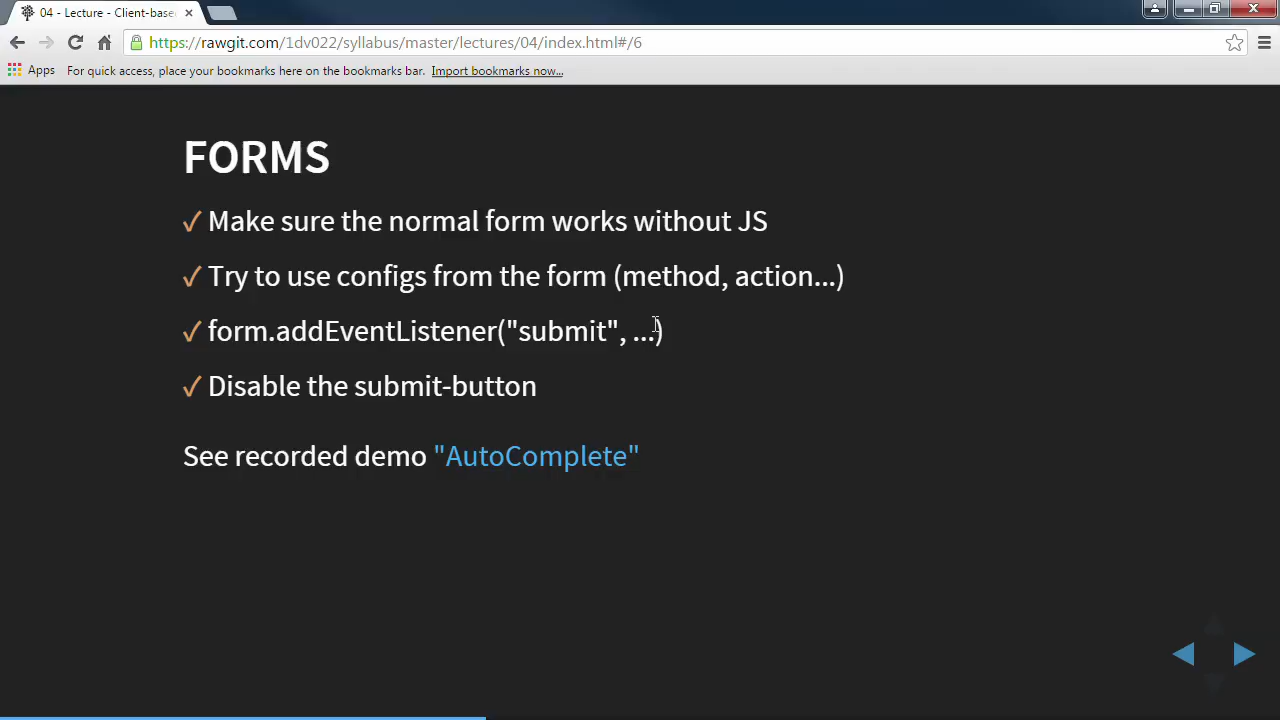 04 - Lecture - Client-base
https://rawgit.com/1dv022/syllabus/master/lectures/04/index.html#/6
Apps For quick access, place your bookmarks here on the bookmarks bar. Import bookmarks now...
FORMS
✓ Make sure the normal form works without JS
✓ Try to use configs from the form (method, action...)
✓ form.addEventListener("submit", ...)
✓ Disable the submit-button
See recorded demo "AutoComplete"